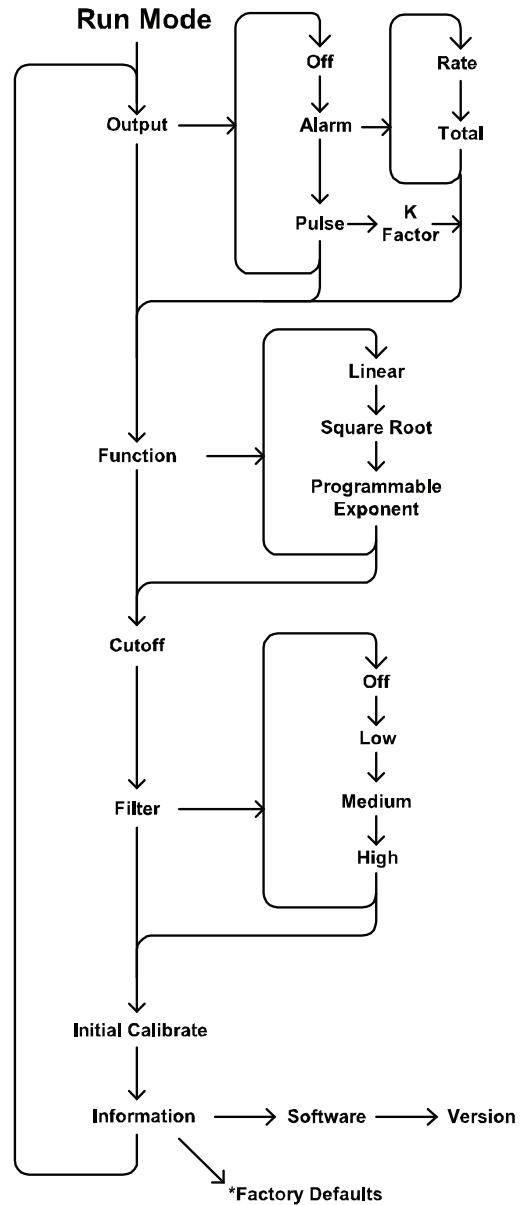 Run Mode
Output
Off
Alarm
Pulse
K
Factor
Rate
Total
Function
Linear
Square Root
Programmable
Exponent
Cutoff
Filter
Off
Low
Medium
High
Initial Calibrate
Information
Software
Version
*Factory Defaults